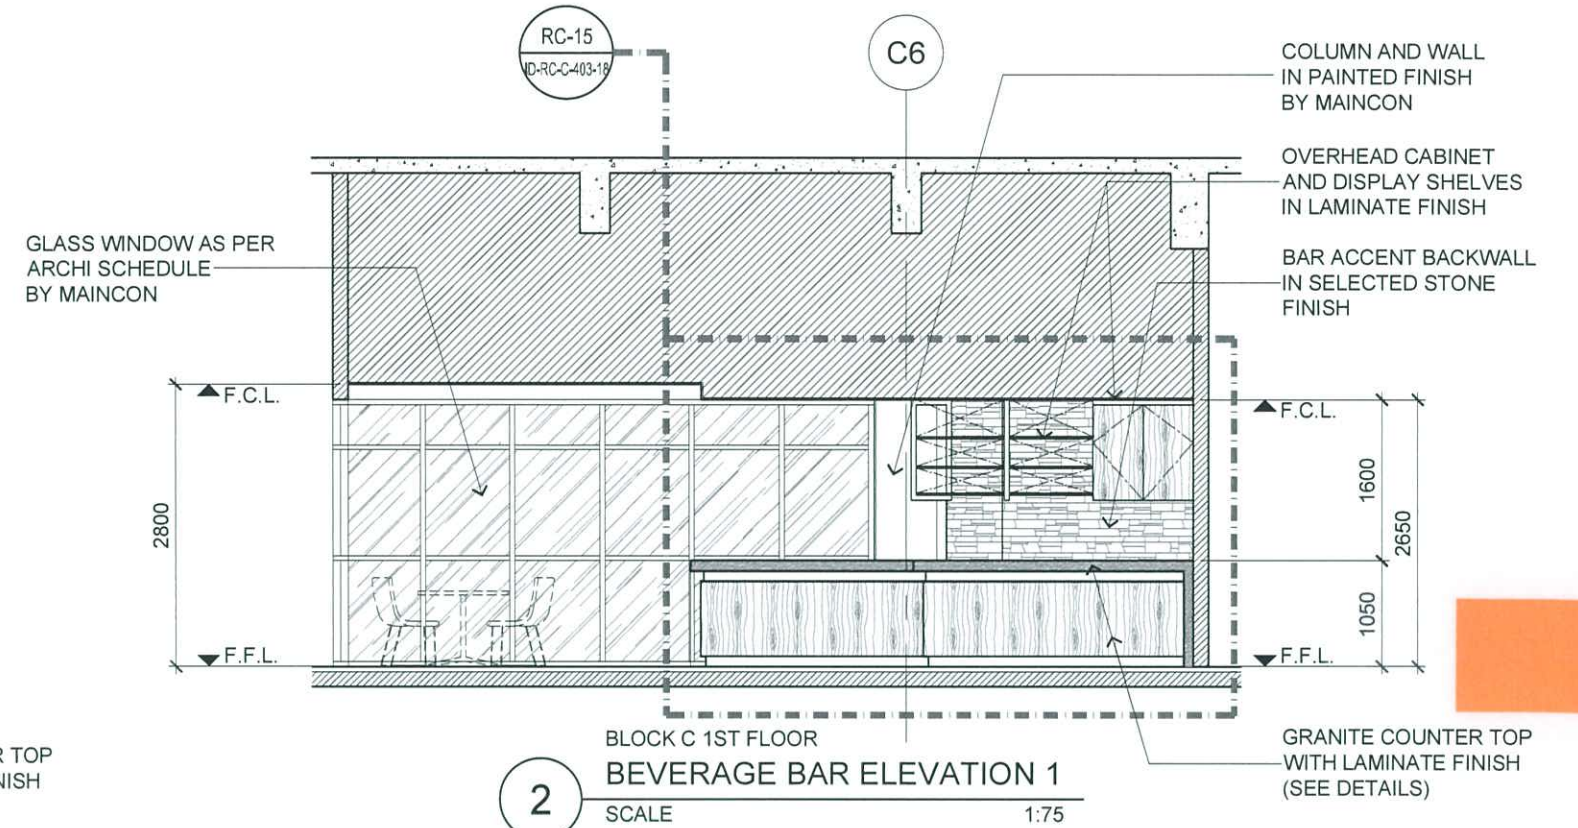 RC-15
ID-RC-C-403-18
C6
COLUMN AND WALL
IN PAINTED FINISH
BY MAINCON
OVERHEAD CABINET
AND DISPLAY SHELVES
IN LAMINATE FINISH
GLASS WINDOW AS PER
ARCHI SCHEDULE
BY MAINCON
BAR ACCENT BACKWALL
IN SELECTED STONE
FINISH
F.C.L.
F.C.L.
2800
1600
2650
1050
F.F.L.
F.F.L.
R TOP
NISH
BLOCK C 1ST FLOOR
2
BEVERAGE BAR ELEVATION 1
SCALE 1:75
GRANITE COUNTER TOP
WITH LAMINATE FINISH
(SEE DETAILS)